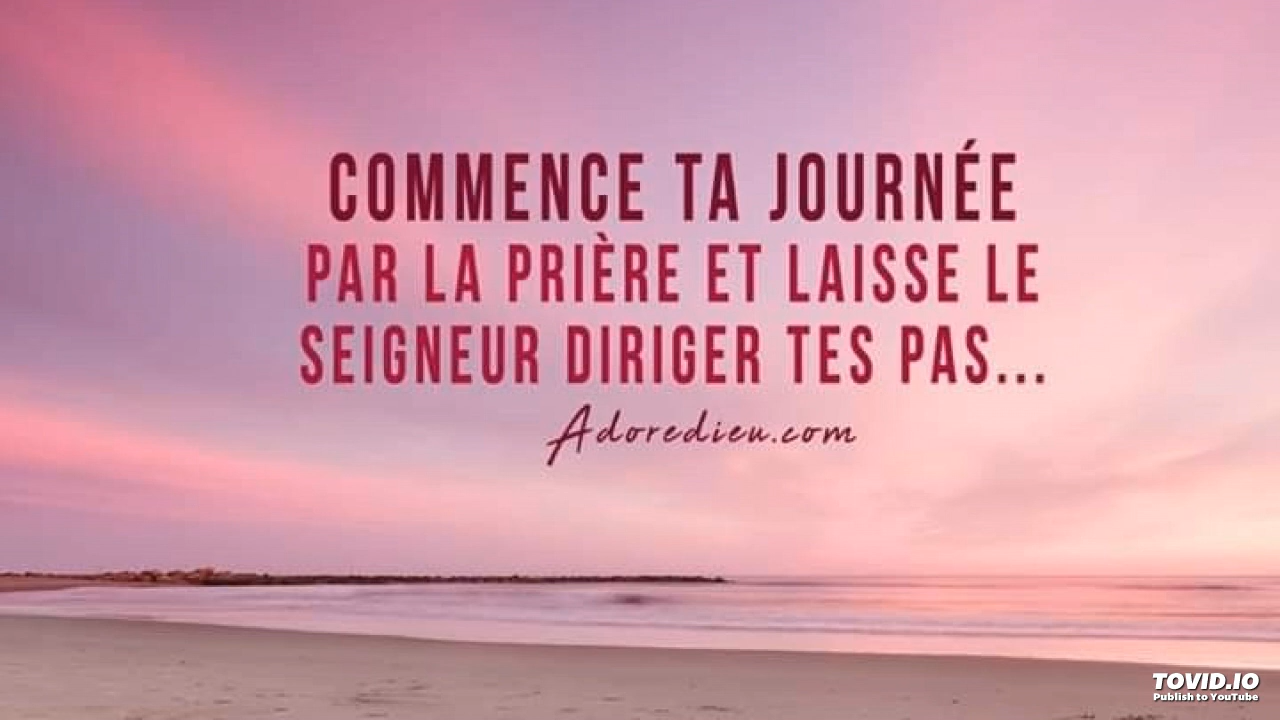 COMMENCE TA JOURNÉE
PAR LA PRIÈRE ET LAISSE LE
SEIGNEUR DIRIGER TES PAS...
Adoredieu.com
TOVID.IO
Publish to YouTube